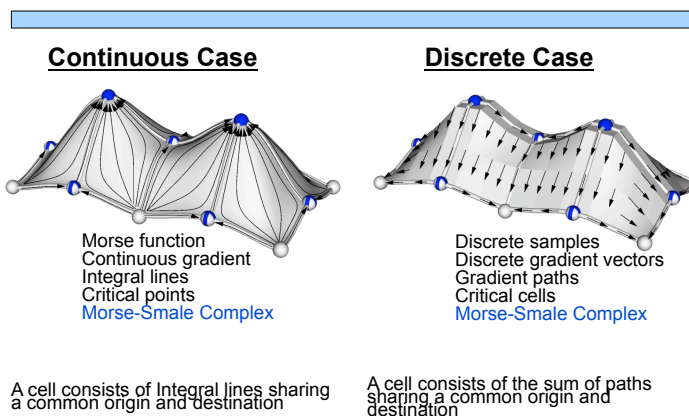 Continuous Case
Morse function
Continuous gradient
Integral lines
Critical points
Morse-Smale Complex
A cell consists of Integral lines sharing
a common origin and destination
Discrete Case
Discrete samples
Discrete gradient vectors
Gradient paths
Critical cells
Morse-Smale Complex
A cell consists of the sum of paths
sharing a common origin and
destination